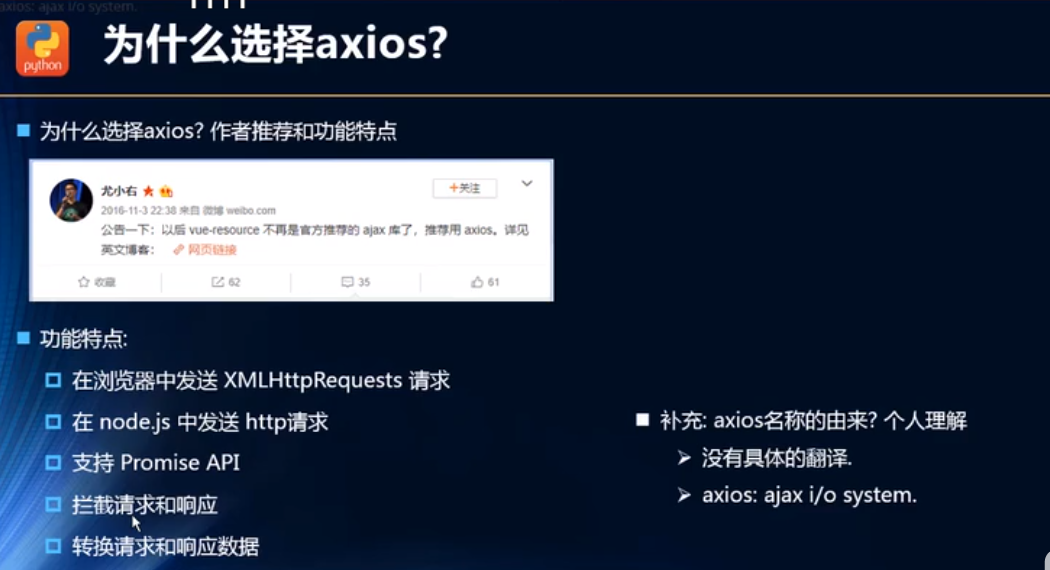 axios: ajax i/o system.
python
为什么选择axios?
为什么选择axios? 作者推荐和功能特点
尤小右
+关注
2016-11-3 22:38 来自 微博 weibo.com
公告一下：以后 vue-resource 不再是官方推荐的 ajax 库了，推荐用 axios。详见
英文博客： 网页链接
收藏 62 35 61
功能特点:
在浏览器中发送 XMLHttpRequests 请求
在 node.js 中发送 http请求
支持 Promise API
拦截请求和响应
转换请求和响应数据
补充: axios名称的由来? 个人理解
没有具体的翻译.
axios: ajax i/o system.